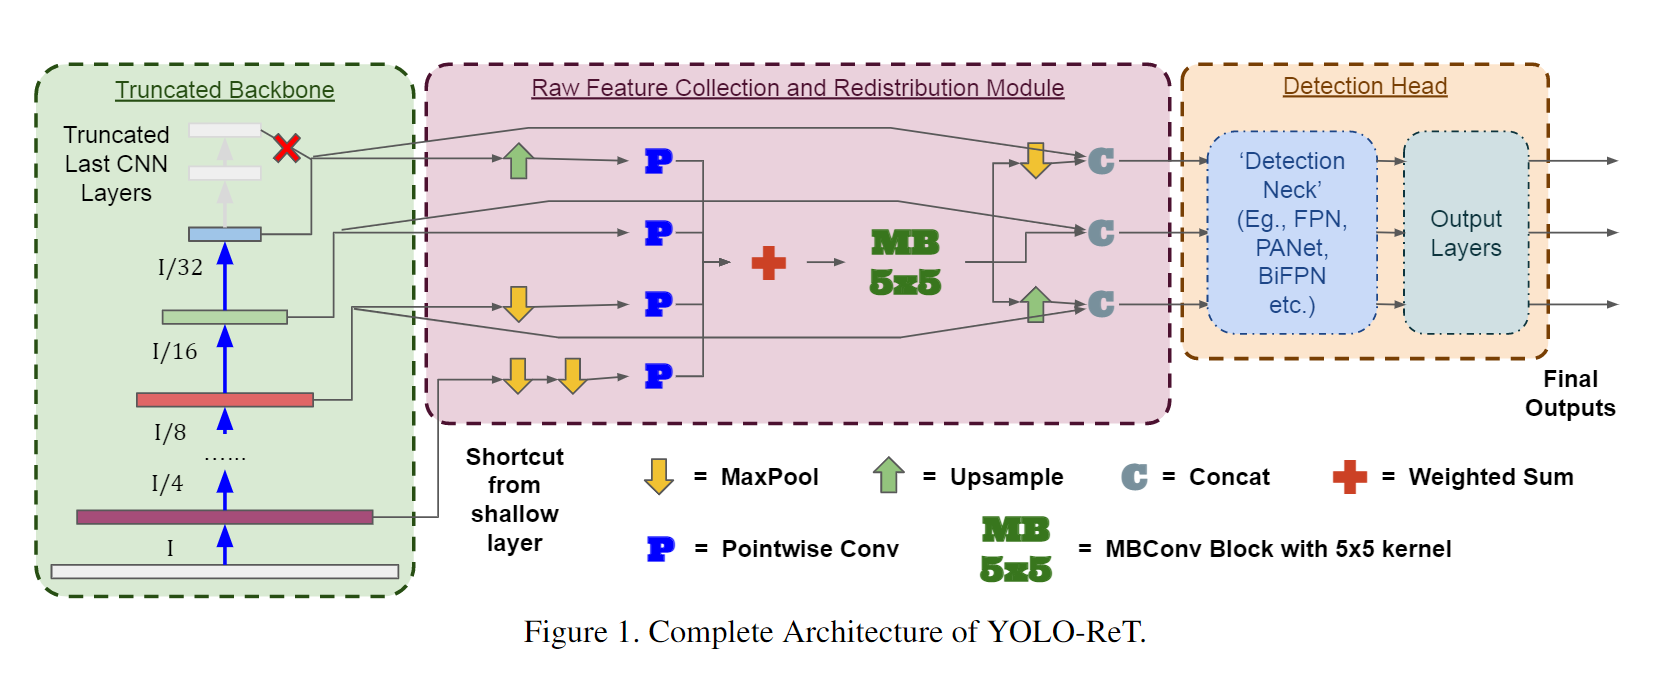 Truncated Backbone
Truncated
Last CNN
Layers
I/32
I/16
I/8
......
I/4
I
Raw Feature Collection and Redistribution Module
P
P
P
P
MB
5x5
C
C
C
Detection Head
‘Detection
Neck’
(Eg., FPN,
PANet,
BiFPN
etc.)
Output
Layers
Final
Outputs
Shortcut
from
shallow
layer
= MaxPool
= Upsample
C = Concat
= Weighted Sum
P = Pointwise Conv
MB
5x5
= MBConv Block with 5x5 kernel
Figure 1. Complete Architecture of YOLO-ReT.